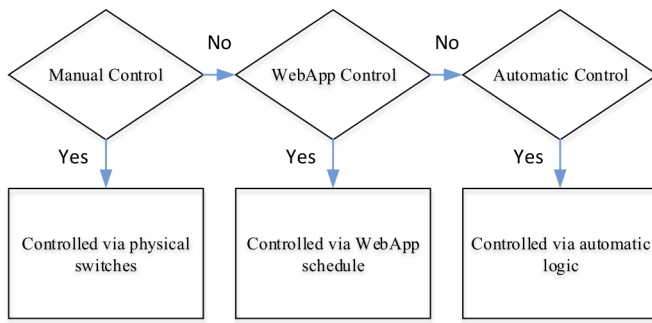 No
No
Manual Control
WebApp Control
Automatic Control
Yes
Yes
Yes
Controlled via physical
switches
Controlled via WebApp
schedule
Controlled via automatic
logic